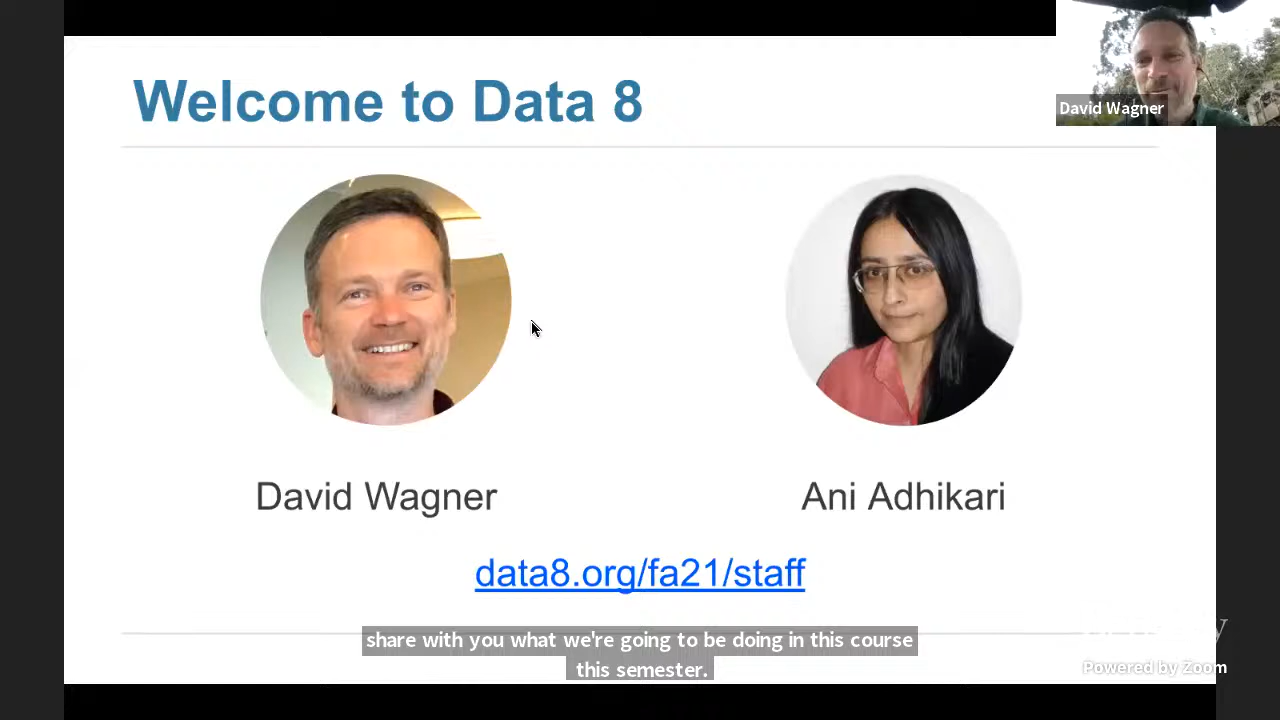 Welcome to Data 8
David Wagner
David Wagner
Ani Adhikari
data8.org/fa21/staff
share with you what we're going to be doing in this course
this semester.
Powered by Zoom